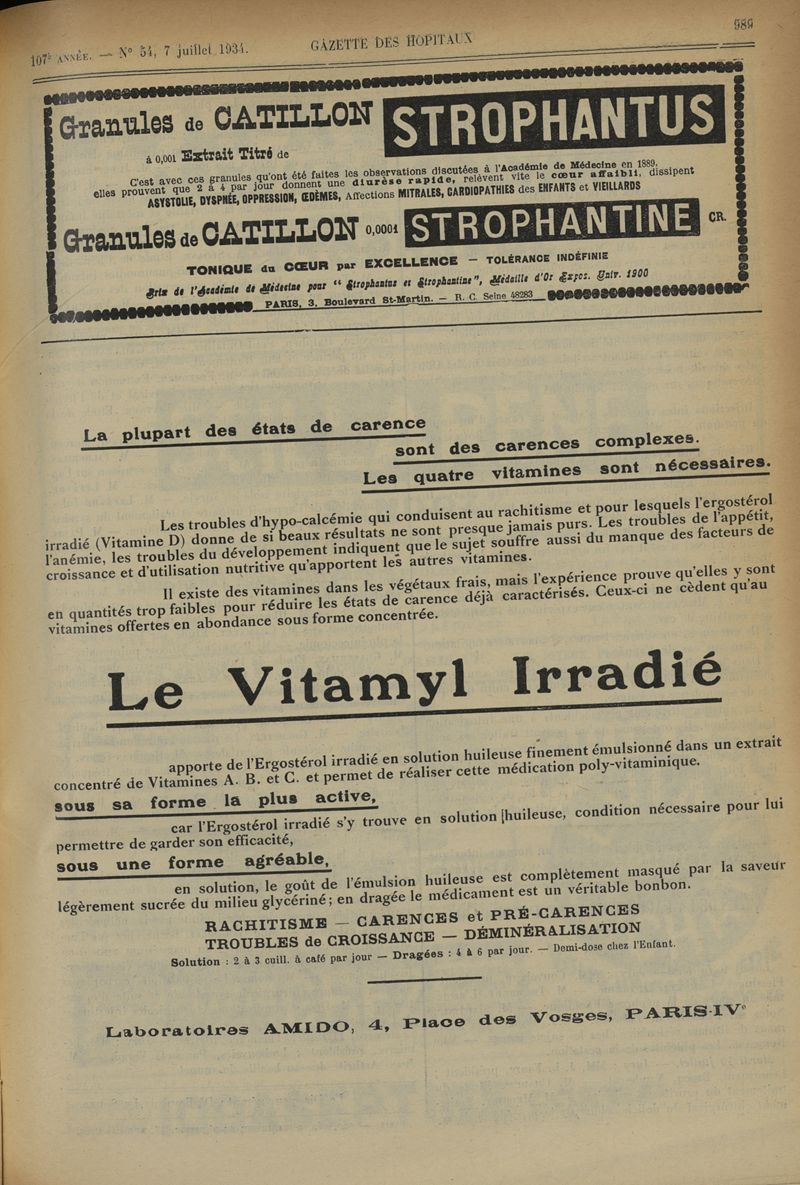 107e ANNÉE. — N° 54, 7 juillet 1934.
GAZETTE DES HOPITAUX
989
Granules de CATILLON STROPHANTUS
à 0,001 Extrait Titré de
C'est avec ces granules qu'ont été faites les observations discutées à l'Académie de Médecine en 1889,
elles prouvent que 2 à 4 par jour donnent une diurèse rapide, relèvent vite le cœur affaibli, dissipent
ASYSTOLIE, DYSPNÉE, OPPRESSION, ŒDÈMES, Affections MITRALES, CARDIOPATHIES des ENFANTS et VIEILLARDS
Granules de CATILLON 0,0001 STROPHANTINE CR.
TONIQUE du CŒUR par EXCELLENCE — TOLÉRANCE INDÉFINIE
Prix de l'Académie de Médecine pour "Strophantus et Strophantine", Médaille d'Or Expos. Univ. 1900
PARIS, 3, Boulevard St-Martin. — R. C. Seine 48283
La plupart des états de carence
sont des carences complexes.
Les quatre vitamines sont nécessaires.
Les troubles d'hypo-calcémie qui conduisent au rachitisme et pour lesquels l'ergostérol
irradié (Vitamine D) donne de si beaux résultats ne sont presque jamais purs. Les troubles de l'appétit,
l'anémie, les troubles du développement indiquent que le sujet souffre aussi du manque des facteurs de
croissance et d'utilisation nutritive qu'apportent les autres vitamines.
Il existe des vitamines dans les végétaux frais, mais l'expérience prouve qu'elles y sont
en quantités trop faibles pour réduire les états de carence déjà caractérisés. Ceux-ci ne cèdent qu'au
vitamines offertes en abondance sous forme concentrée.
Le Vitamyl Irradié
apporte de l'Ergostérol irradié en solution huileuse finement émulsionné dans un extrait
concentré de Vitamines A. B. et C. et permet de réaliser cette médication poly-vitaminique.
sous sa forme la plus active,
car l'Ergostérol irradié s'y trouve en solution huileuse, condition nécessaire pour lui
permettre de garder son efficacité,
sous une forme agréable,
en solution, le goût de l'émulsion huileuse est complètement masqué par la saveur
légèrement sucrée du milieu glycériné; en dragée le médicament est un véritable bonbon.
RACHITISME — CARENCES et PRÉ-CARENCES
TROUBLES de CROISSANCE — DÉMINÉRALISATION
Solution : 2 à 3 cuill. à café par jour — Dragées : 4 à 6 par jour. — Demi-dose chez l'Enfant.
Laboratoires AMIDO, 4, Place des Vosges, PARIS-IVe